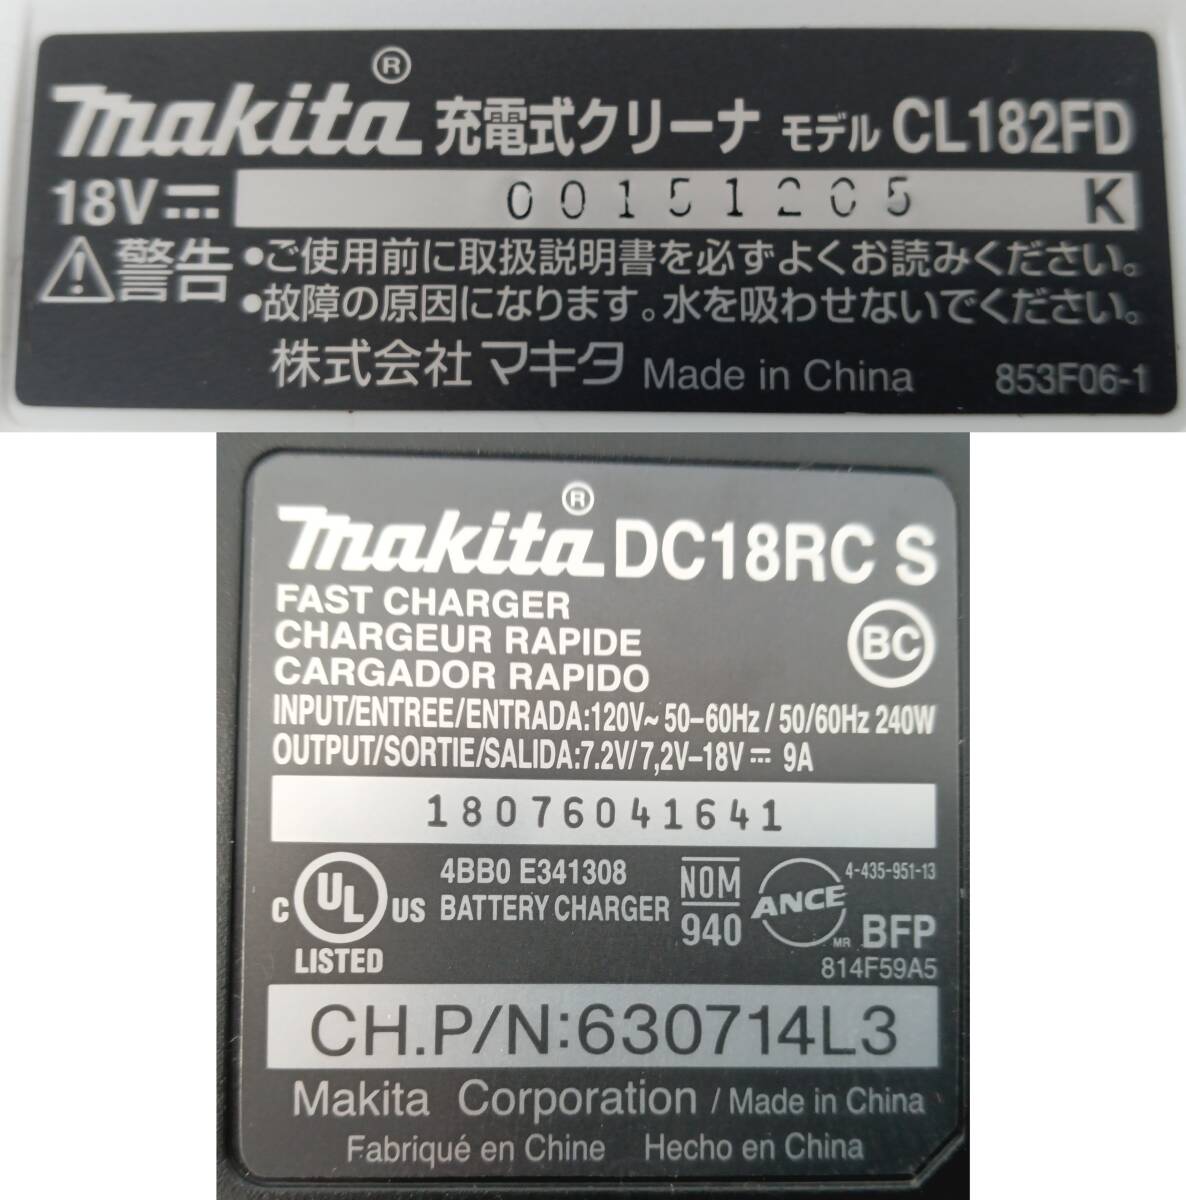 makita® 充電式クリーナ モデル CL182FD
18V⎓ 00151205 K
⚠警告 •ご使用前に取扱説明書を必ずよくお読みください。
•故障の原因になります。水を吸わせないでください。
株式会社 マキタ Made in China 853F06-1
makita® DC18RC S
FAST CHARGER
CHARGEUR RAPIDE
CARGADOR RAPIDO
BC
INPUT/ENTREE/ENTRADA:120V~ 50-60Hz / 50/60Hz 240W
OUTPUT/SORTIE/SALIDA:7.2V/7,2V-18V⎓ 9A
18076041641
C UL US LISTED
4BB0 E341308
BATTERY CHARGER
NOM
940
ANCE MR
4-435-951-13
BFP
814F59A5
CH.P/N:630714L3
Makita Corporation / Made in China
Fabriqué en Chine Hecho en China